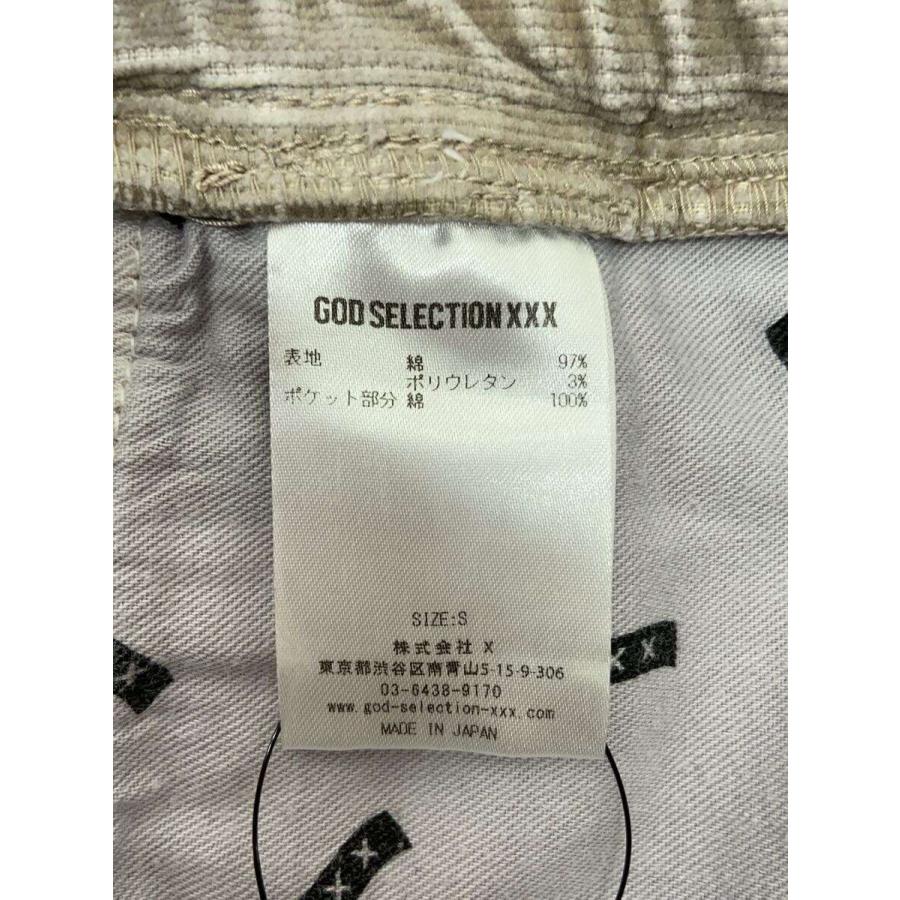 GOD SELECTION XXX
表地 綿 97%
ポリウレタン 3%
ポケット部分 綿 100%
SIZE:S
株式会社 X
東京都渋谷区南青山5-15-9-306
03-6438-9170
www.god-selection-xxx.com
MADE IN JAPAN